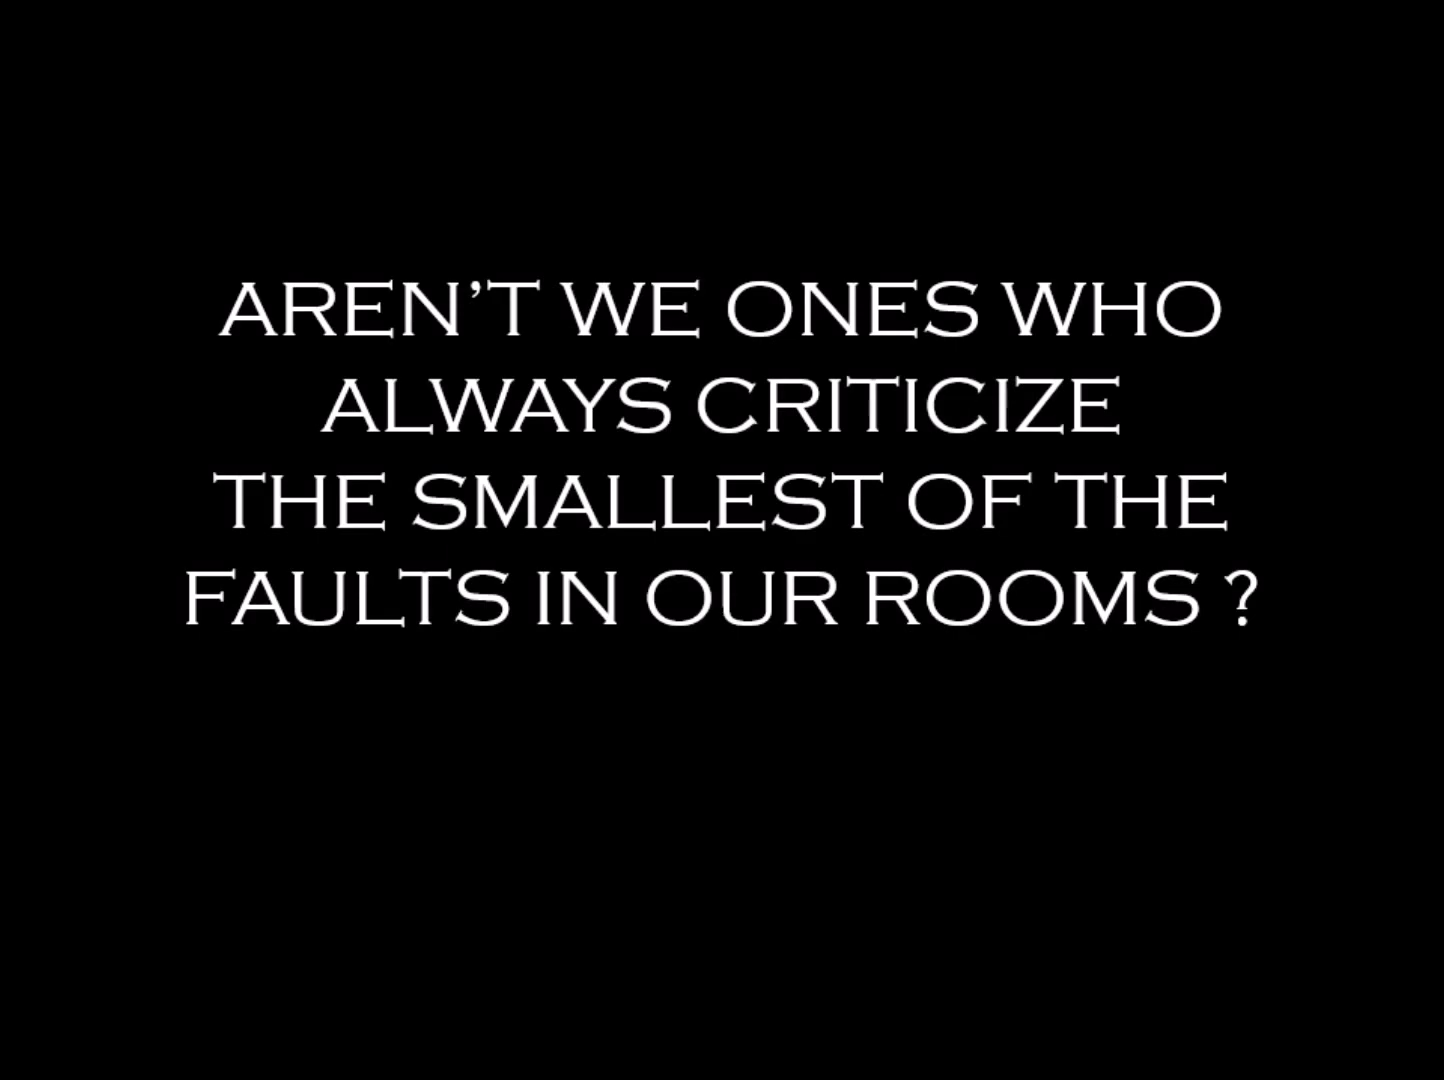 AREN’T WE ONES WHO
ALWAYS CRITICIZE
THE SMALLEST OF THE
FAULTS IN OUR ROOMS ?